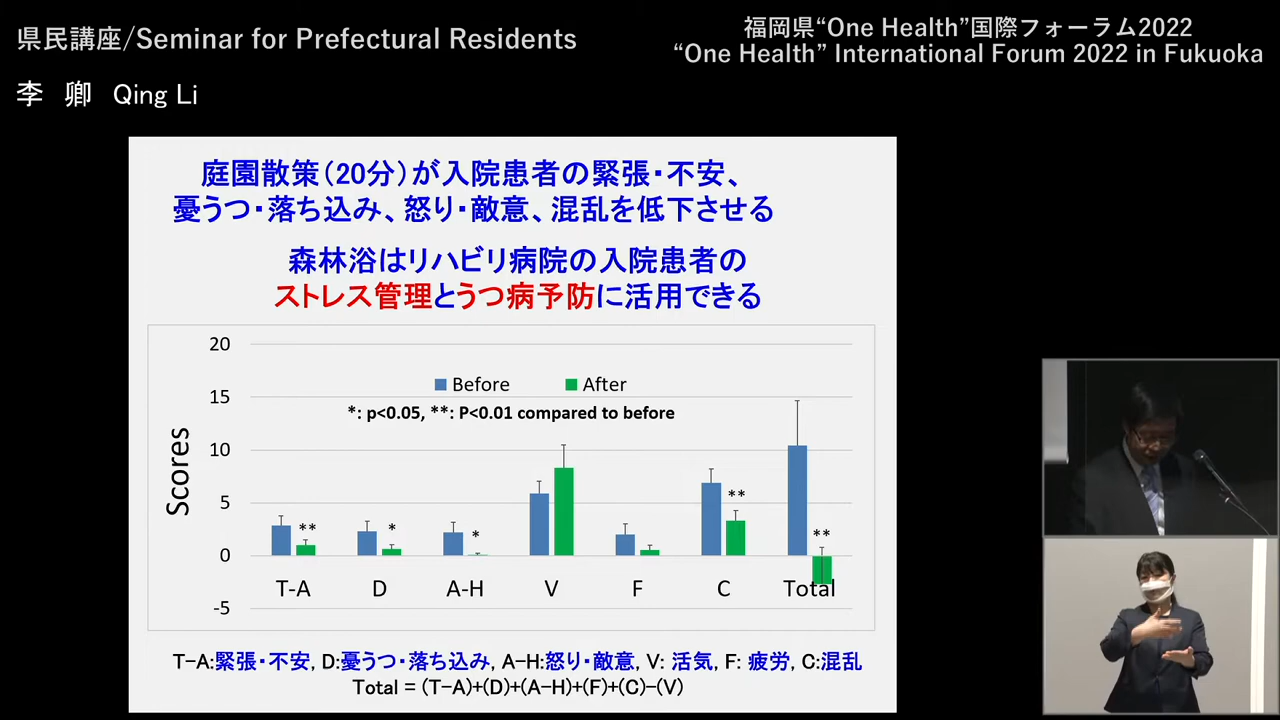 県民講座/Seminar for Prefectural Residents
福岡県“One Health”国際フォーラム2022
“One Health” International Forum 2022 in Fukuoka
李　卿　Qing Li
庭園散策(20分)が入院患者の緊張・不安、
憂うつ・落ち込み、怒り・敵意、混乱を低下させる
森林浴はリハビリ病院の入院患者の
ストレス管理とうつ病予防に活用できる
20
Before After
15
*: p<0.05, **: P<0.01 compared to before
10
Scores
5
** * * ** **
0
T-A D A-H V F C Total
-5
T-A:緊張・不安, D:憂うつ・落ち込み, A-H:怒り・敵意, V: 活気, F: 疲労, C:混乱
Total = (T-A)+(D)+(A-H)+(F)+(C)-(V)